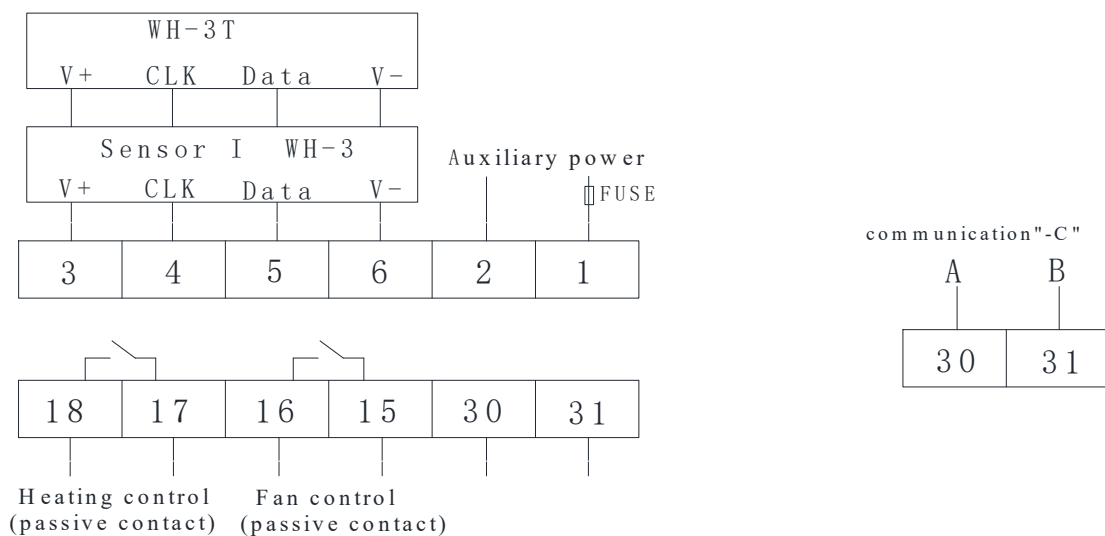 WH-3T
V+ CLK Data V-
Sensor I WH-3
V+ CLK Data V-
Auxiliary power
FUSE
3 4 5 6 2 1
18 17 16 15 30 31
Heating control
(passive contact)
Fan control
(passive contact)
communication"-C"
A B
30 31